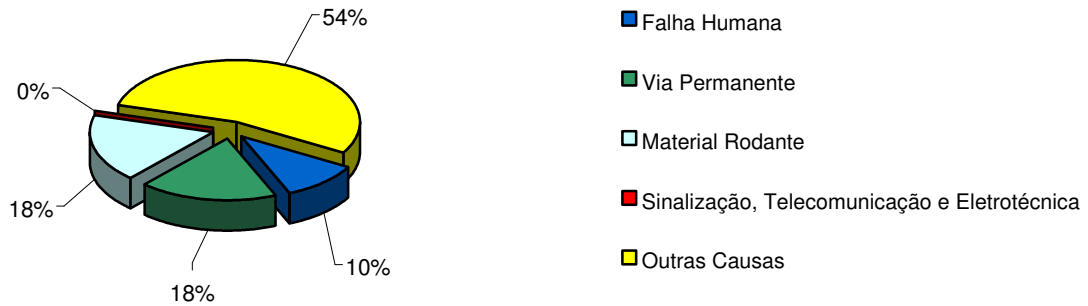 54%
0%
18%
18%
10%
Falha Humana
Via Permanente
Material Rodante
Sinalização, Telecomunicação e Eletrotécnica
Outras Causas